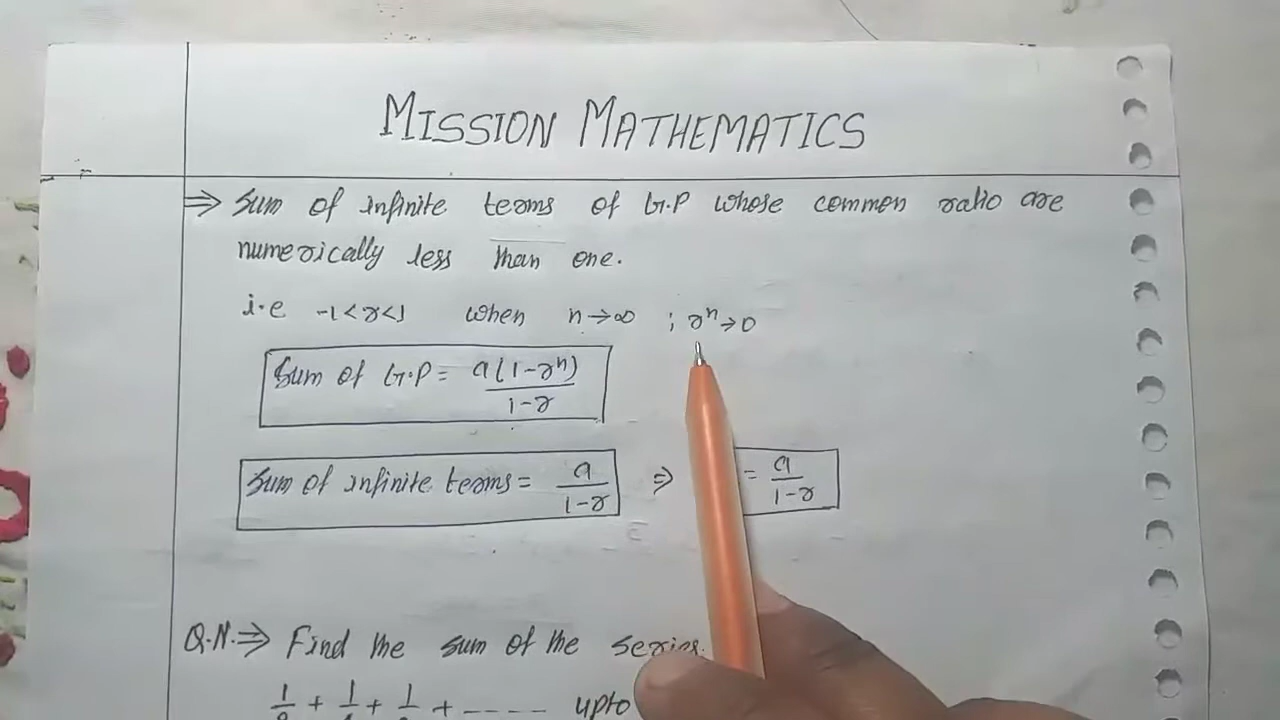 MISSION MATHEMATICS
⇒ Sum of infinite terms of G.P whose common ratio are
numerically less than one.
i.e -1<r<1 when n→∞ ; rⁿ→0
Sum of G.P = a(1-rⁿ)/1-r
Sum of infinite terms = a/1-r ⇒ = a/1-r
Q.N.⇒ Find the sum of the series.
+ + + ---- upto